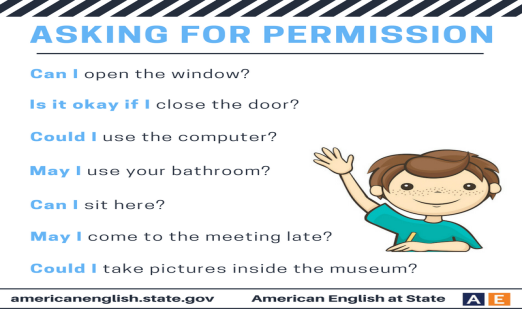 ASKING FOR PERMISSION
Can I open the window?
Is it okay if I close the door?
Could I use the computer?
May I use your bathroom?
Can I sit here?
May I come to the meeting late?
Could I take pictures inside the museum?
americanenglish.state.gov American English at State A E